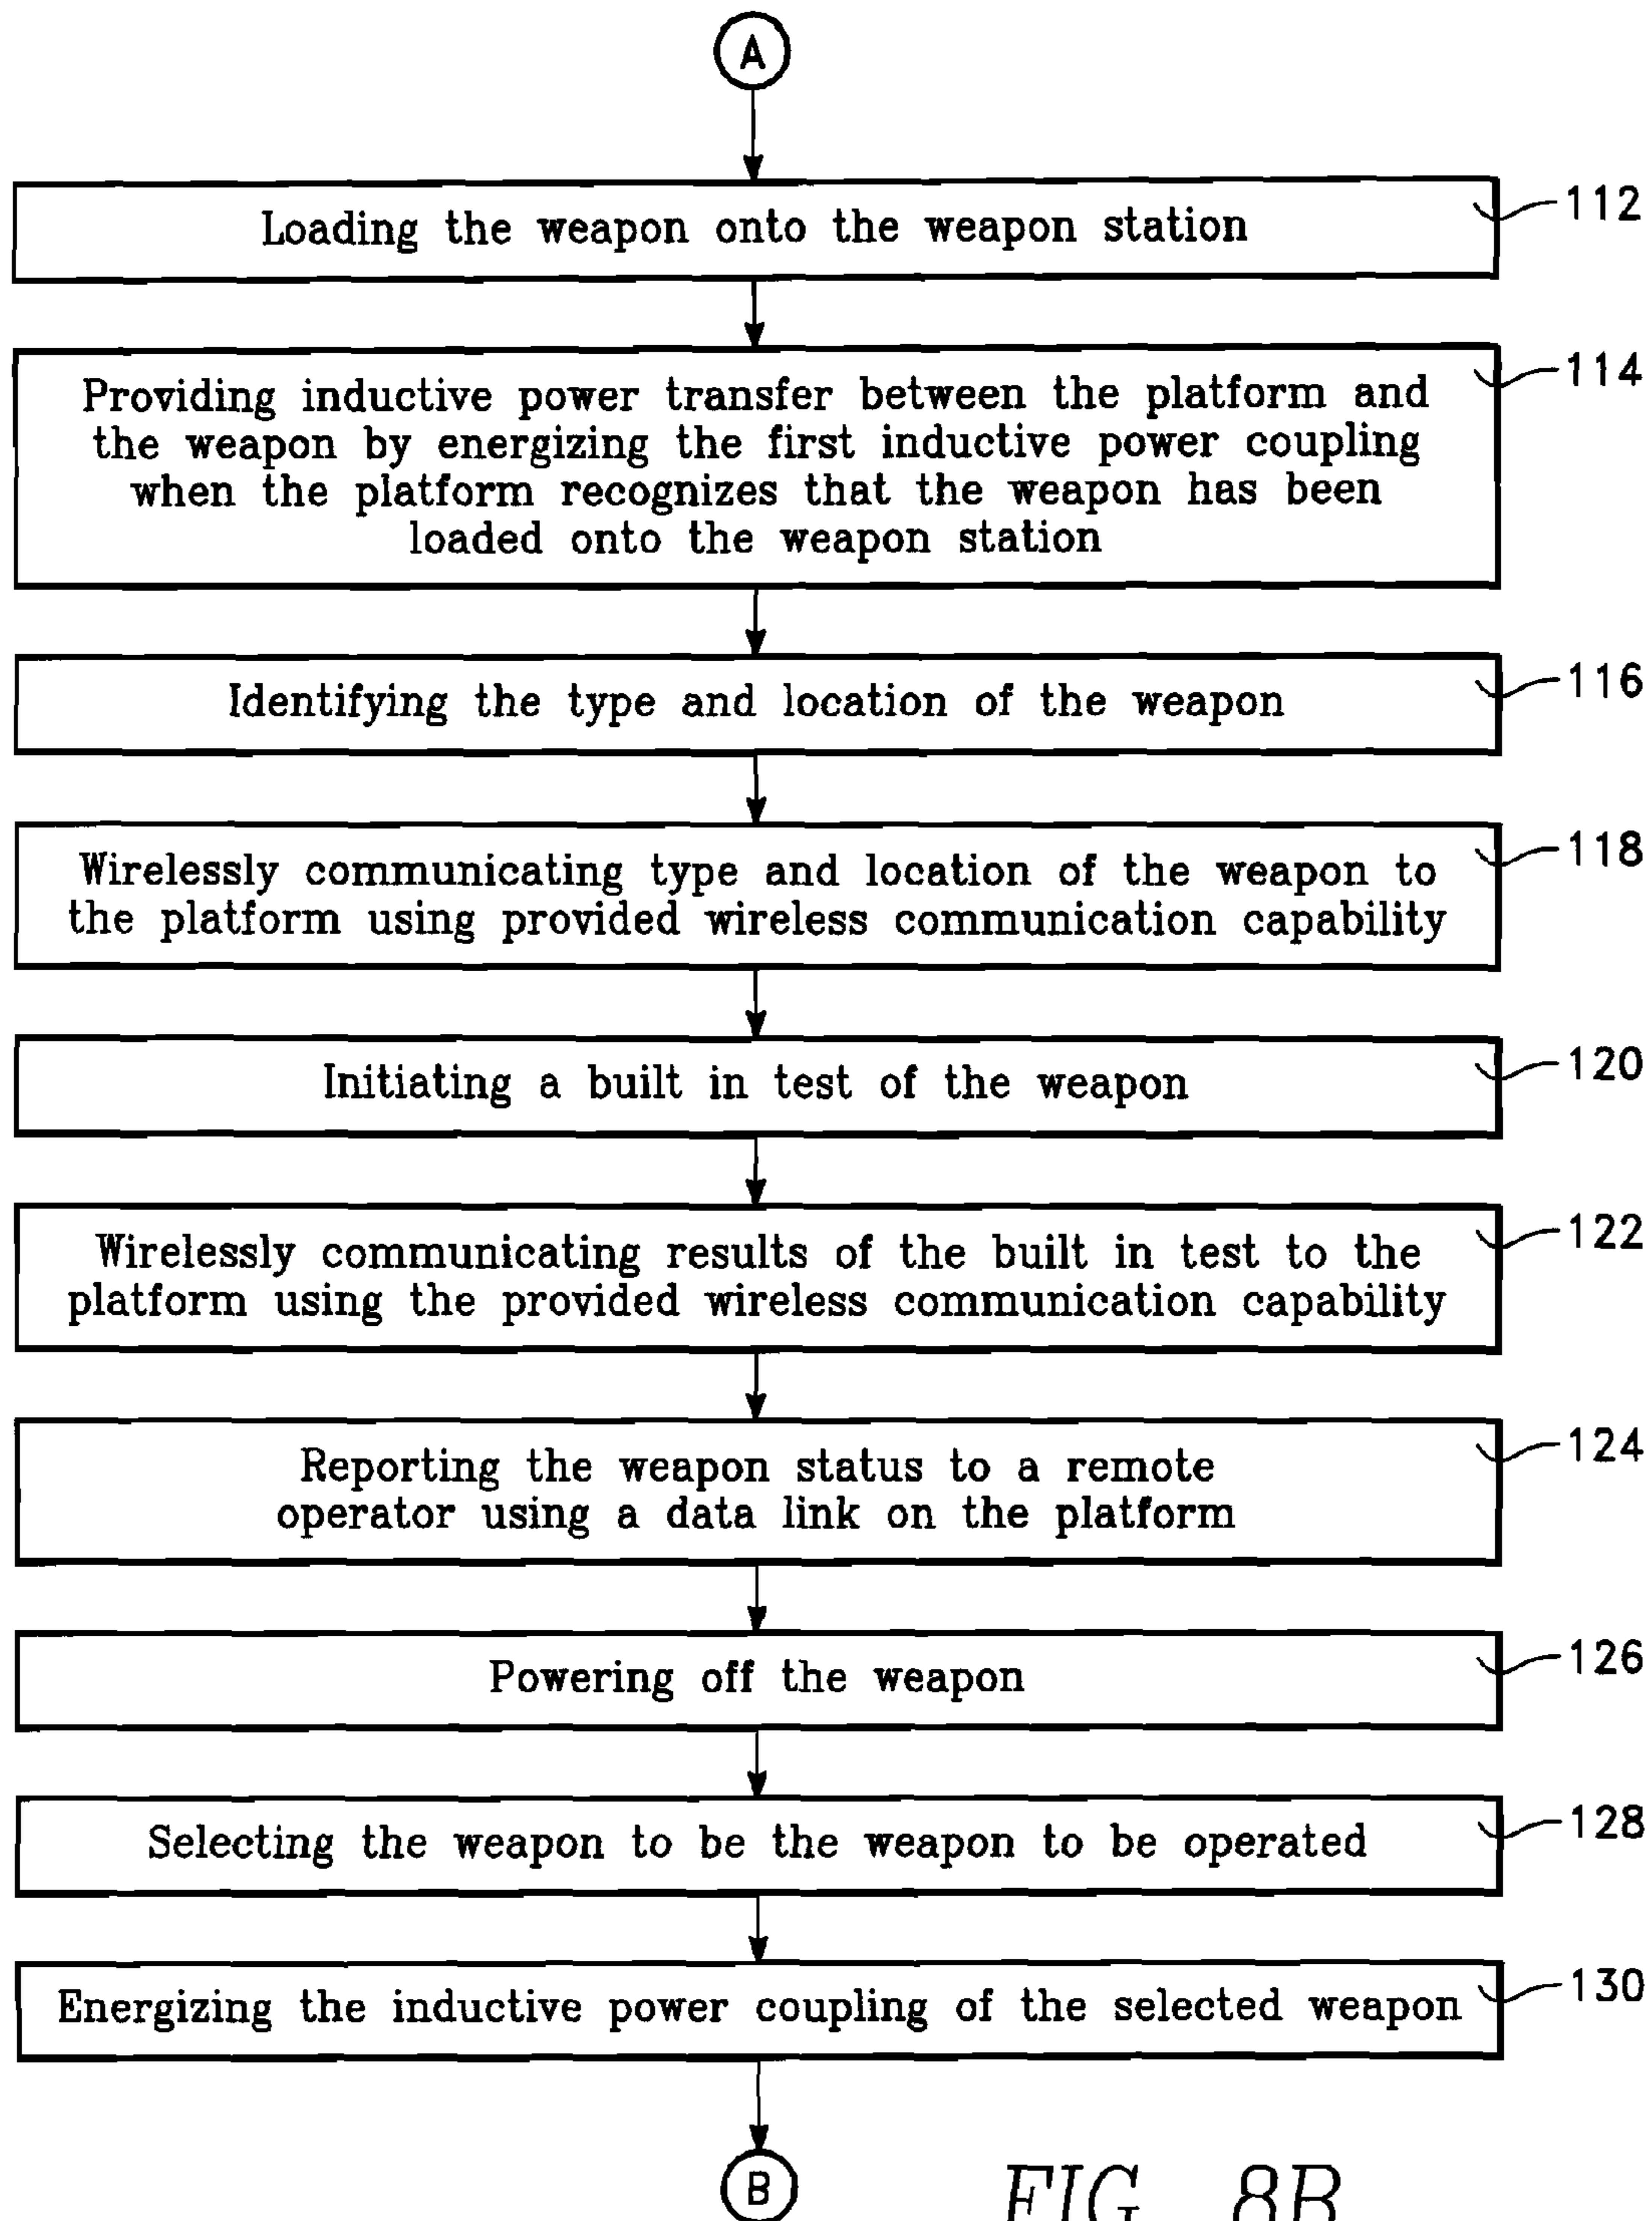 A
Loading the weapon onto the weapon station
112
Providing inductive power transfer between the platform and
the weapon by energizing the first inductive power coupling
when the platform recognizes that the weapon has been
loaded onto the weapon station
114
Identifying the type and location of the weapon
116
Wirelessly communicating type and location of the weapon to
the platform using provided wireless communication capability
118
Initiating a built in test of the weapon
120
Wirelessly communicating results of the built in test to the
platform using the provided wireless communication capability
122
Reporting the weapon status to a remote
operator using a data link on the platform
124
Powering off the weapon
126
Selecting the weapon to be the weapon to be operated
128
Energizing the inductive power coupling of the selected weapon
130
B
FIG 8B